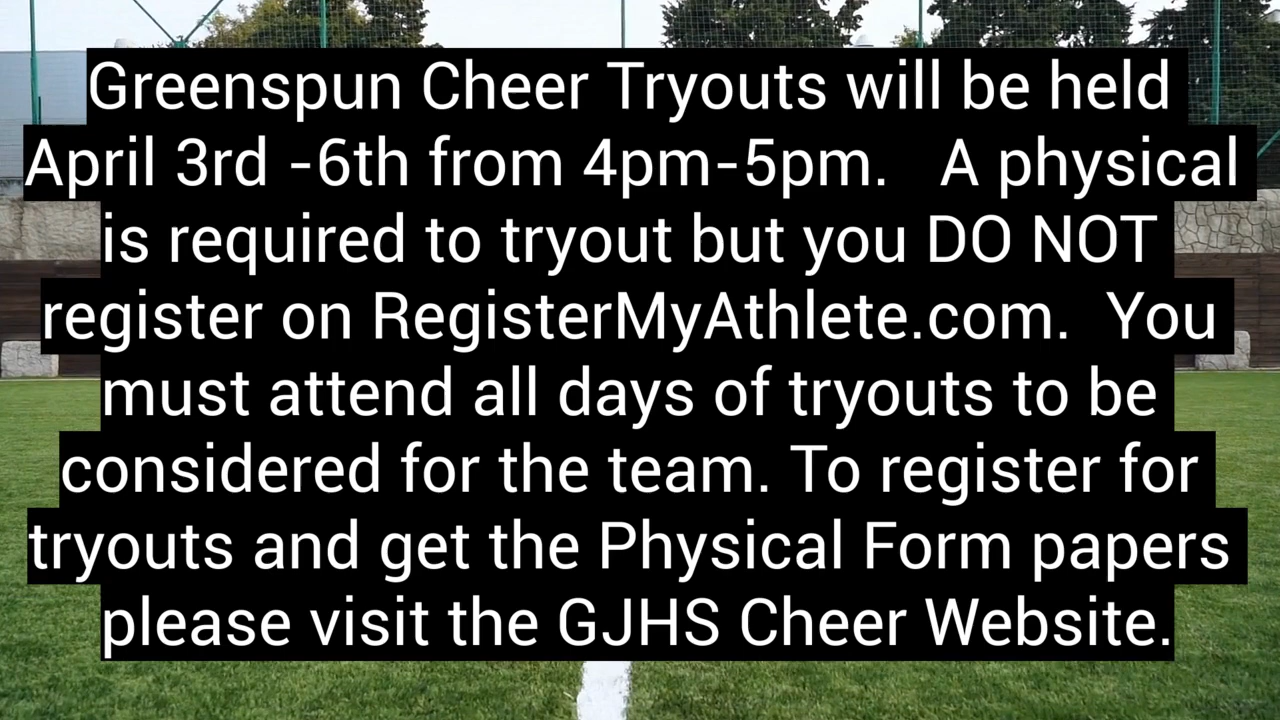 Greenspun Cheer Tryouts will be held
April 3rd -6th from 4pm-5pm.   A physical
is required to tryout but you DO NOT
register on RegisterMyAthlete.com.  You
must attend all days of tryouts to be
considered for the team. To register for
tryouts and get the Physical Form papers
please visit the GJHS Cheer Website.